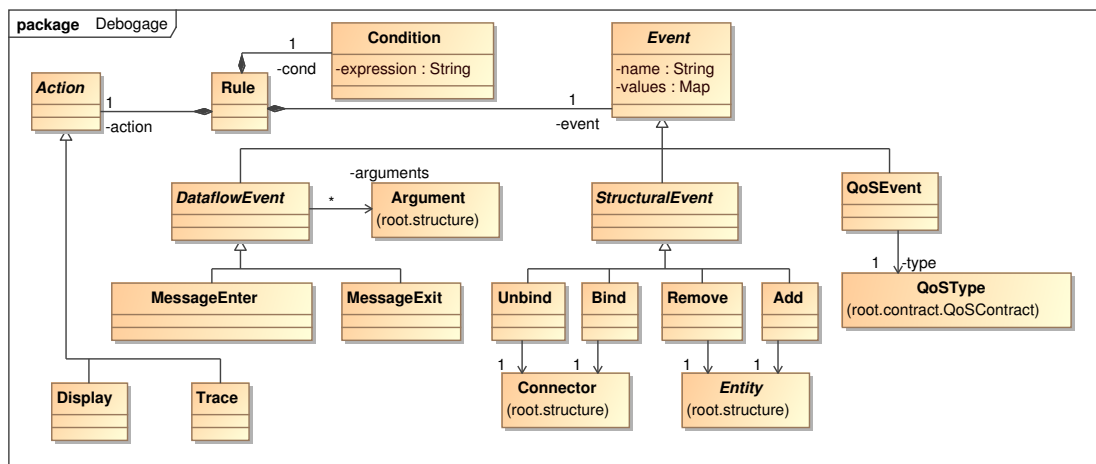 package Debogage
Condition
-expression : String
Event
-name : String
-values : Map
Action
Rule
1
-cond
1
-action
1
-event
DataflowEvent
-arguments
*
Argument
(root.structure)
StructuralEvent
QoSEvent
1
-type
QoSType
(root.contract.QoSContract)
MessageEnter
MessageExit
Unbind
Bind
Remove
Add
1
1
1
1
Connector
(root.structure)
Entity
(root.structure)
Display
Trace